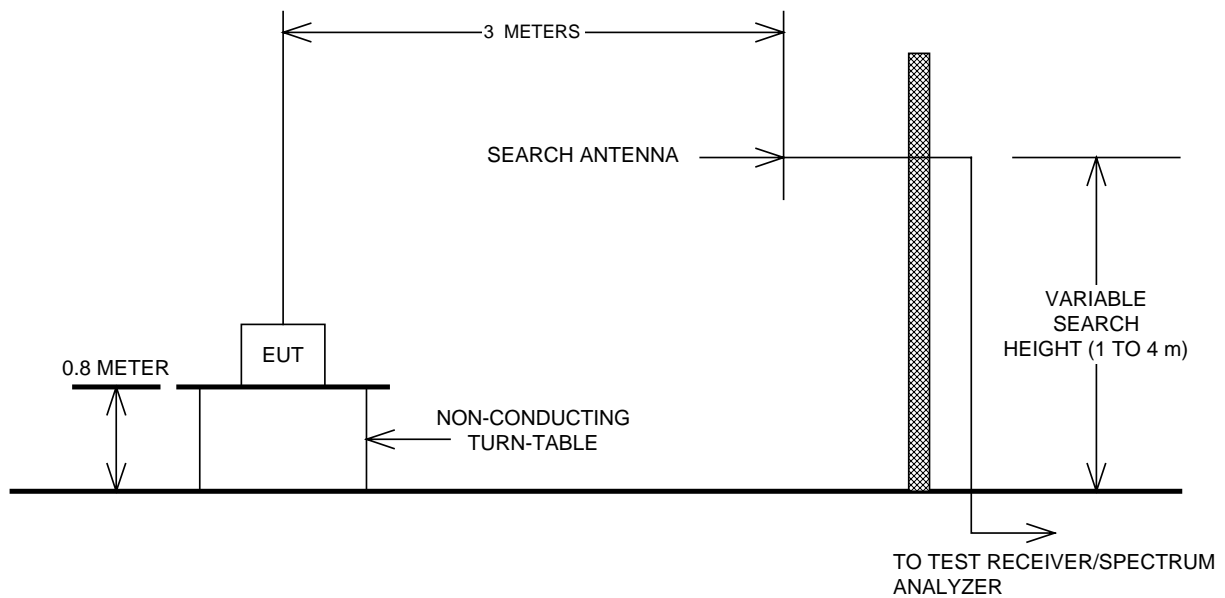 3 METERS
SEARCH ANTENNA
VARIABLE
SEARCH
HEIGHT (1 TO 4 m)
EUT
0.8 METER
NON-CONDUCTING
TURN-TABLE
TO TEST RECEIVER/SPECTRUM
ANALYZER